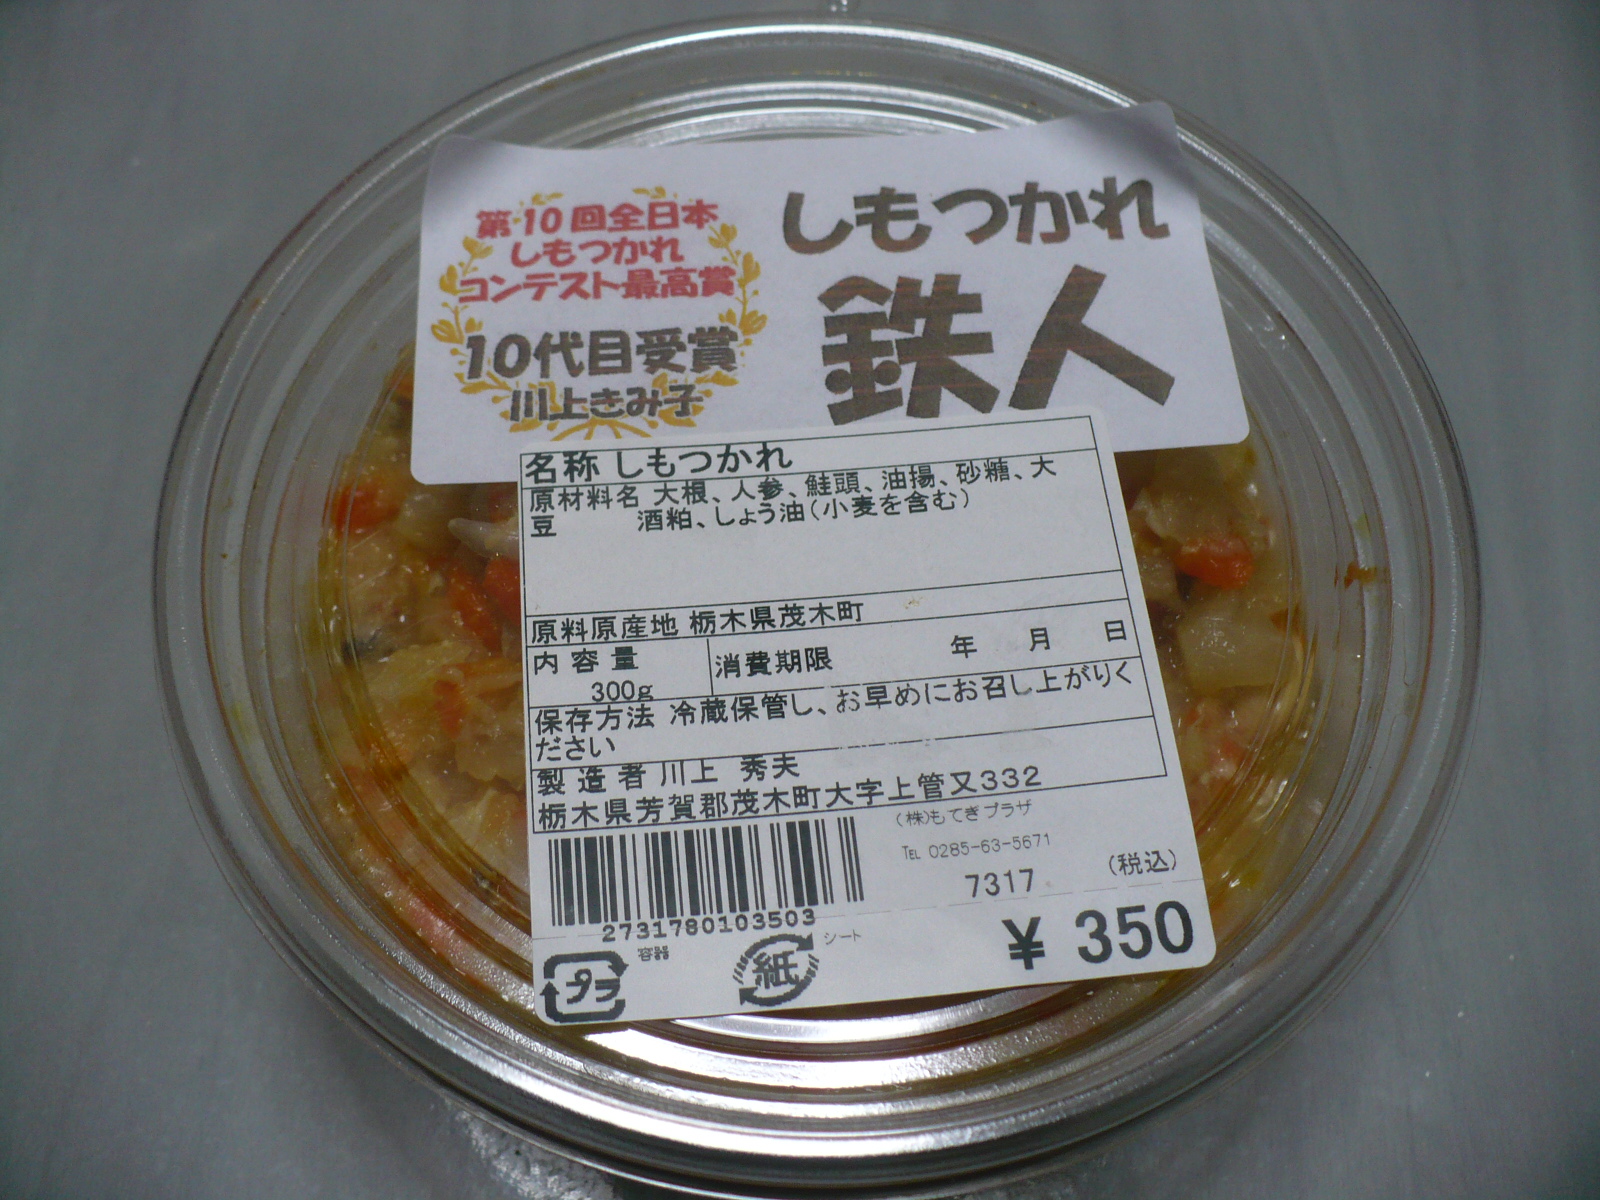 第10回全日本
しもつかれ
コンテスト最高賞
10代目受賞
川上きみ子
しもつかれ
鉄人
名称 しもつかれ
原材料名 大根、人参、鮭頭、油揚、砂糖、大
豆 酒粕、しょう油(小麦を含む)
原料原産地 栃木県茂木町
内容量 消費期限 年 月 日
300g
保存方法 冷蔵保管し、お早めにお召し上がりく
ださい
製造者 川上 秀夫
栃木県芳賀郡茂木町大字上菅又332
(株)もてぎプラザ
TEL 0285-63-5671
7317 (税込)
2731780103503
¥ 350
容器
プラ
紙
シート